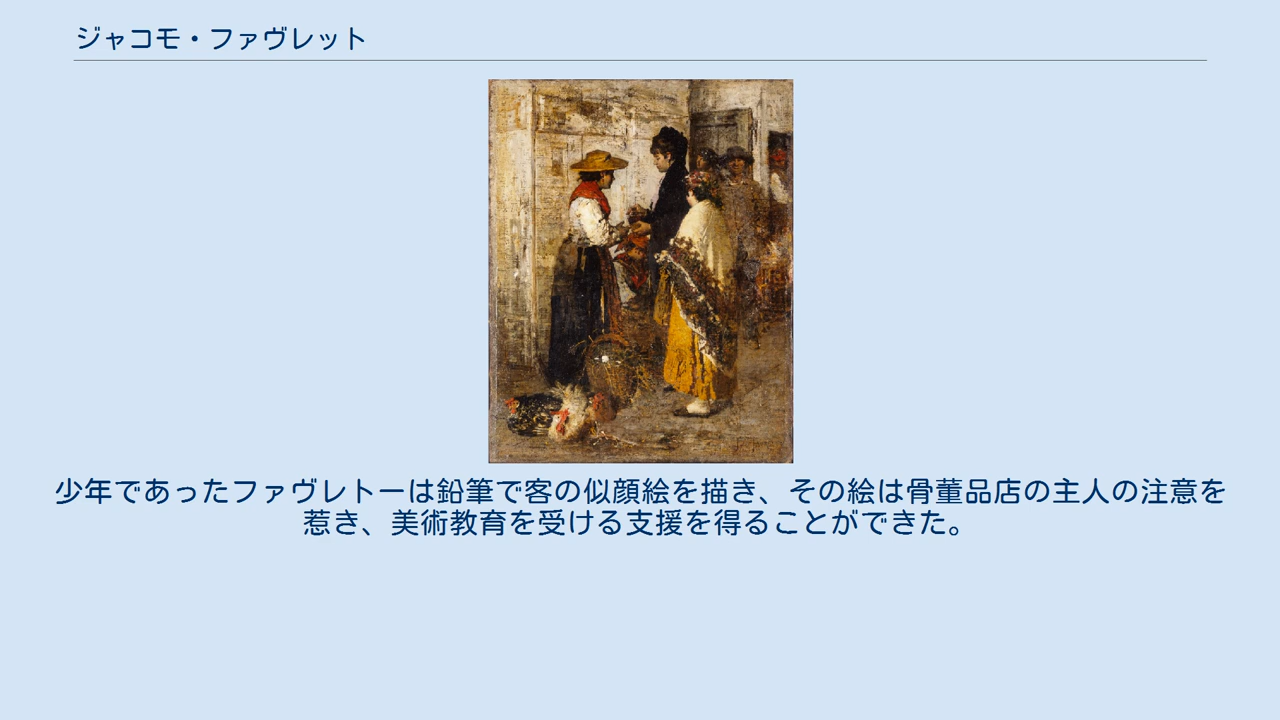 ジャコモ・ファヴレット
少年であったファヴレトーは鉛筆で客の似顔絵を描き、その絵は骨董品店の主人の注意を
惹き、美術教育を受ける支援を得ることができた。